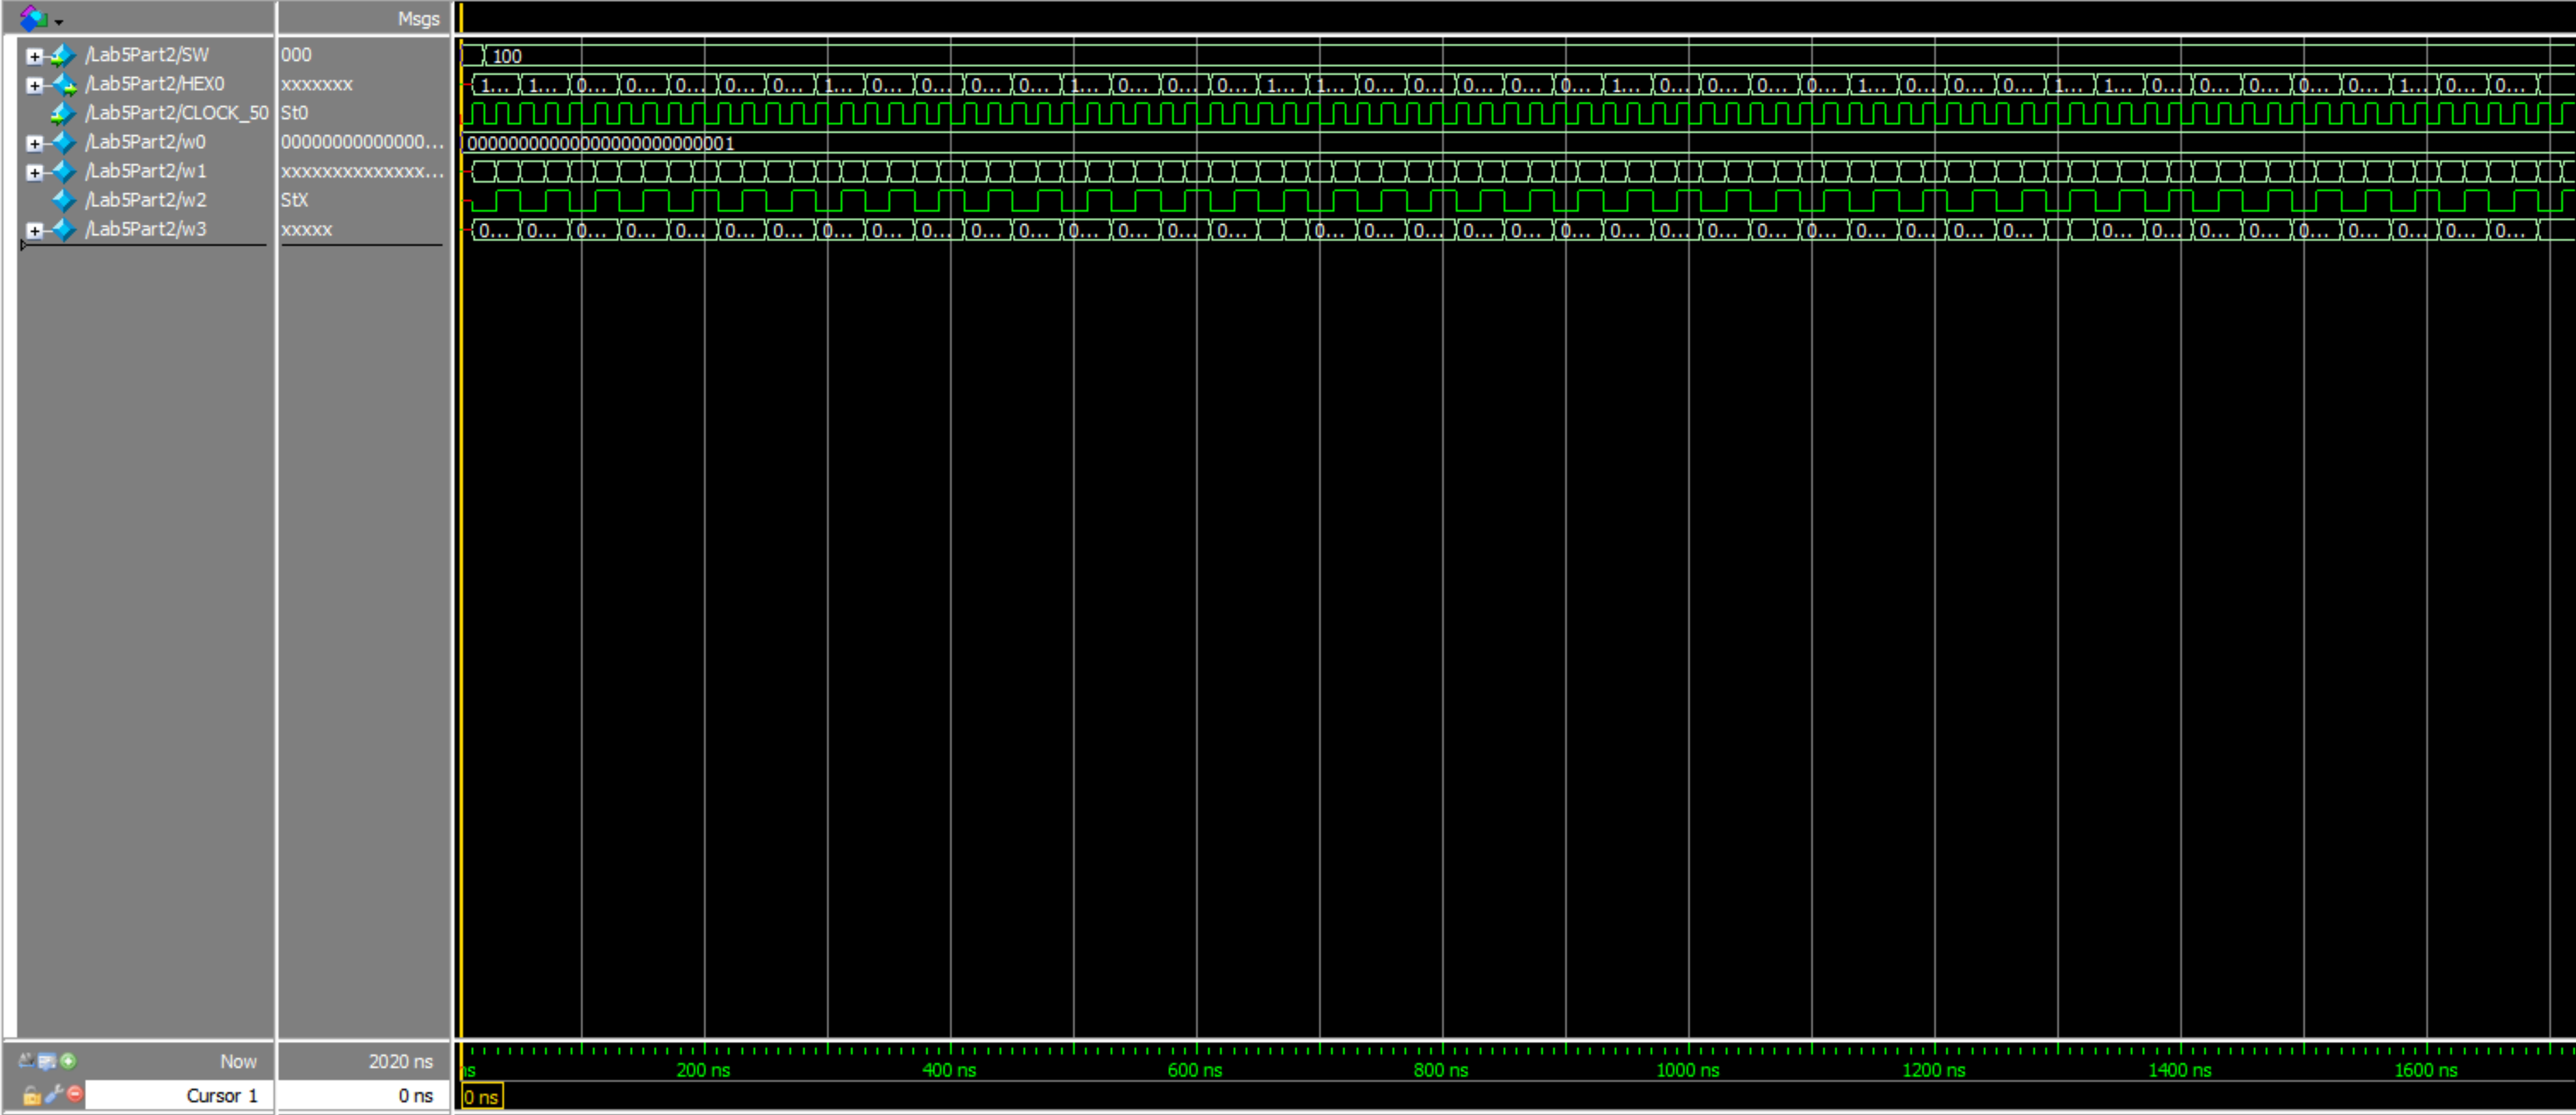 Msgs
/Lab5Part2/SW 000 100
/Lab5Part2/HEX0 xxxxxxx 1... 1... 0... 0... 0... 0... 0... 1... 0... 0... 0... 0... 1... 0... 0... 0... 1... 1... 0... 0... 0... 0... 0... 1... 0... 0... 0... 0... 1... 0... 0... 0... 1... 1... 0... 0... 0... 0... 0... 1... 0... 0...
/Lab5Part2/CLOCK_50 St0
/Lab5Part2/w0 00000000000000... 00000000000000000000000001
/Lab5Part2/w1 xxxxxxxxxxxxxx...
/Lab5Part2/w2 StX
/Lab5Part2/w3 xxxxx 0... 0... 0... 0... 0... 0... 0... 0... 0... 0... 0... 0... 0... 0... 0... 0... 0... 0... 0... 0... 0... 0... 0... 0... 0... 0... 0... 0... 0... 0... 0... 0... 0... 0... 0... 0... 0... 0... 0... 0...
Now 2020 ns ns 200 ns 400 ns 600 ns 800 ns 1000 ns 1200 ns 1400 ns 1600 ns
Cursor 1 0 ns 0 ns